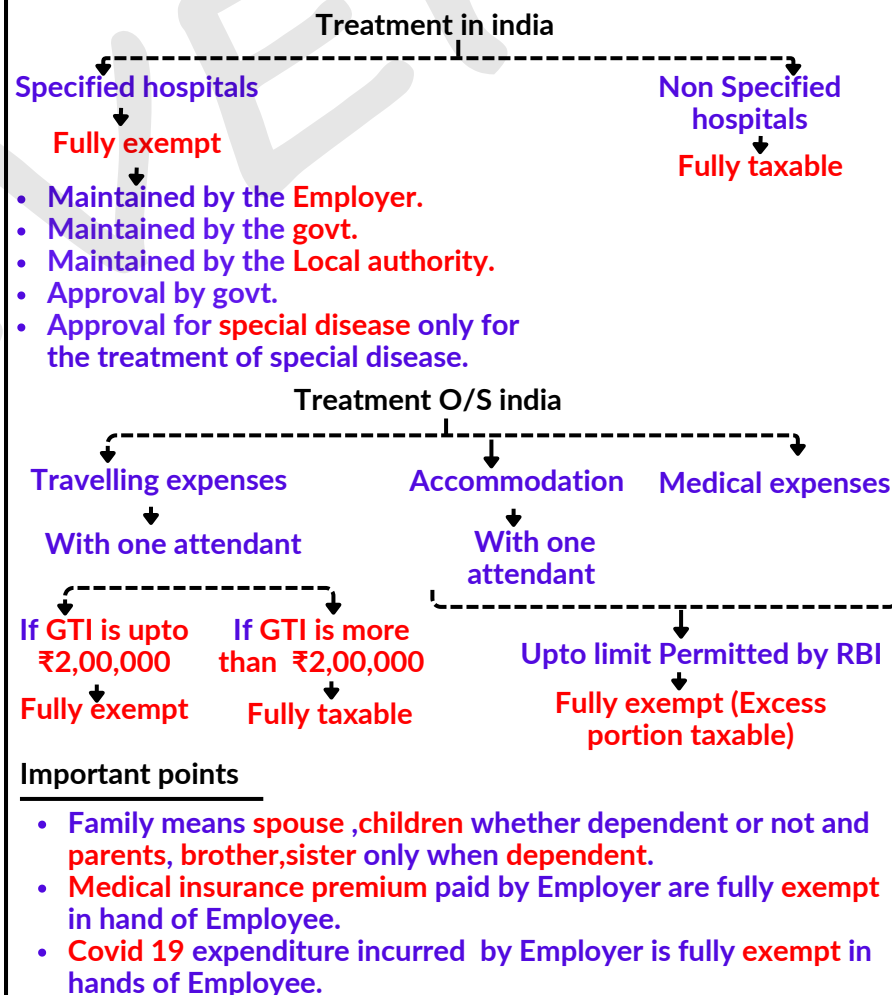 Treatment in india
Specified hospitals
Non Specified
hospitals
Fully exempt
Fully taxable
• Maintained by the Employer.
• Maintained by the govt.
• Maintained by the Local authority.
• Approval by govt.
• Approval for special disease only for
the treatment of special disease.
Treatment O/S india
Travelling expenses
Accommodation
Medical expenses
With one attendant
With one
attendant
If GTI is upto
₹2,00,000
If GTI is more
than ₹2,00,000
Fully exempt
Fully taxable
Upto limit Permitted by RBI
Fully exempt (Excess
portion taxable)
Important points
• Family means spouse ,children whether dependent or not and
parents, brother,sister only when dependent.
• Medical insurance premium paid by Employer are fully exempt
in hand of Employee.
• Covid 19 expenditure incurred by Employer is fully exempt in
hands of Employee.